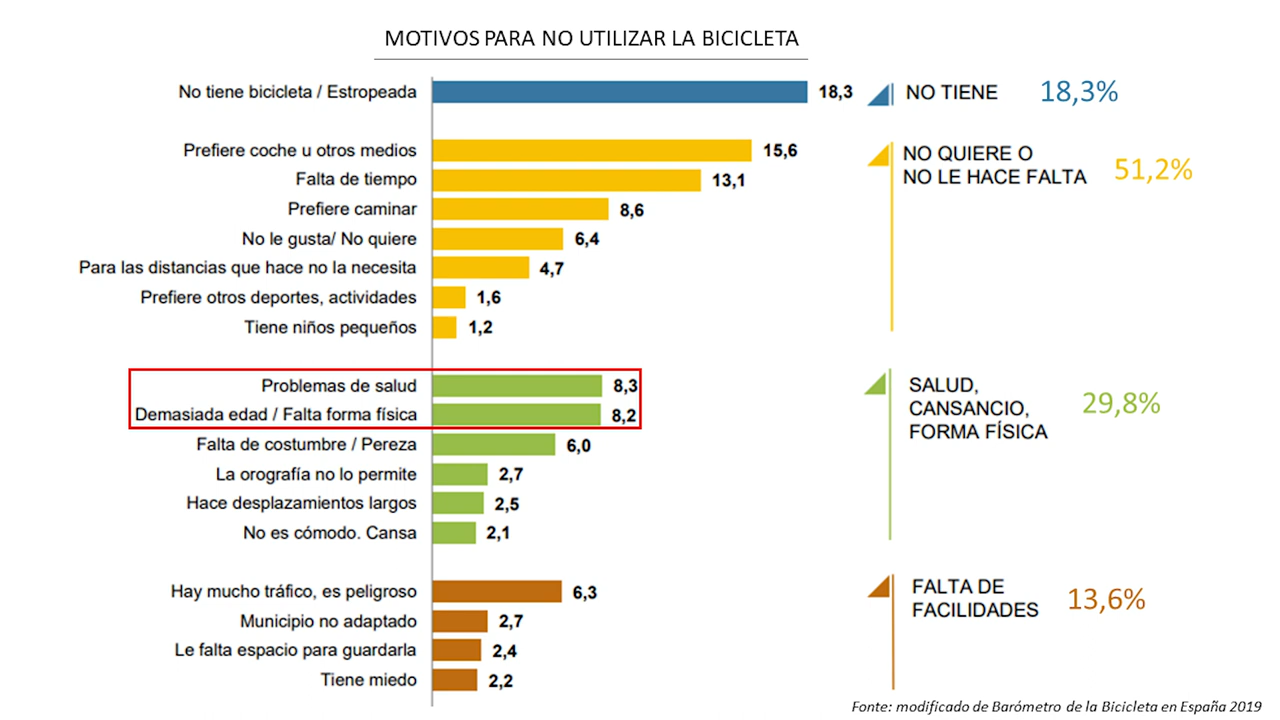 MOTIVOS PARA NO UTILIZAR LA BICICLETA
No tiene bicicleta / Estropeada 18,3
NO TIENE 18,3%
Prefiere coche u otros medios 15,6
Falta de tiempo 13,1
Prefiere caminar 8,6
No le gusta/ No quiere 6,4
Para las distancias que hace no la necesita 4,7
Prefiere otros deportes, actividades 1,6
Tiene niños pequeños 1,2
NO QUIERE O
NO LE HACE FALTA 51,2%
Problemas de salud 8,3
Demasiada edad / Falta forma física 8,2
Falta de costumbre / Pereza 6,0
La orografía no lo permite 2,7
Hace desplazamientos largos 2,5
No es cómodo. Cansa 2,1
SALUD,
CANSANCIO, 29,8%
FORMA FÍSICA
Hay mucho tráfico, es peligroso 6,3
Municipio no adaptado 2,7
Le falta espacio para guardarla 2,4
Tiene miedo 2,2
FALTA DE
FACILIDADES 13,6%
Fonte: modificado de Barómetro de la Bicicleta en España 2019